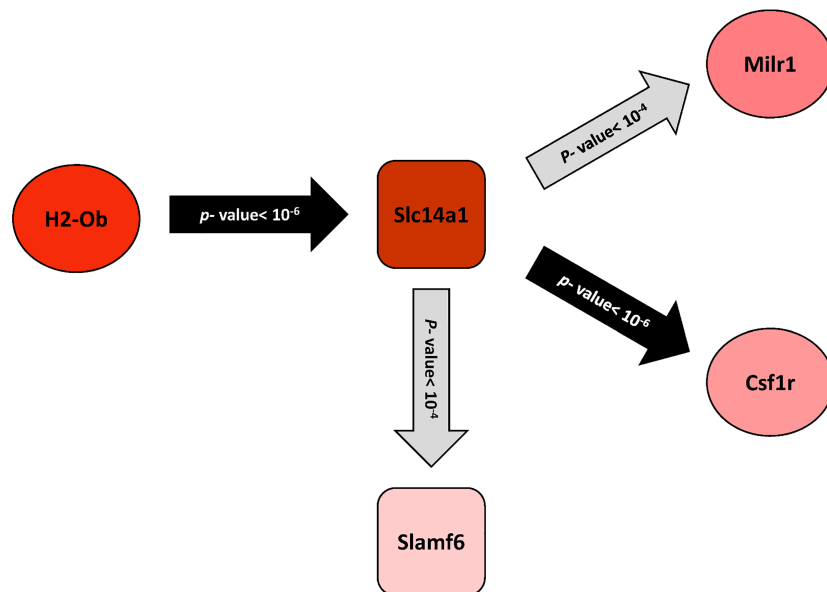 Milr1
P- value< 10-4
H2-Ob
p- value< 10-6
Slc14a1
p- value< 10-6
P- value< 10-4
Csf1r
Slamf6